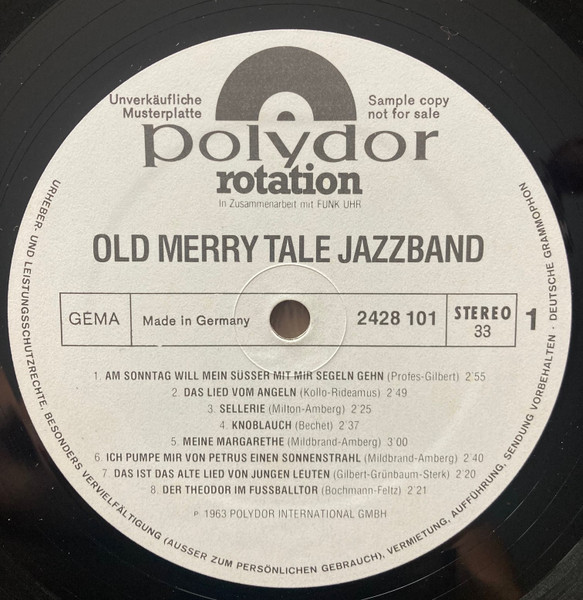 Unverkäufliche
Musterplatte
Sample copy
not for sale
polydor
rotation
In Zusammenarbeit mit FUNK UHR
OLD MERRY TALE JAZZBAND
GEMA
Made in Germany
2428 101
STEREO
33
1
1. AM SONNTAG WILL MEIN SÜSSER MIT MIR SEGELN GEHN (Profes-Gilbert) 2'55
2. DAS LIED VOM ANGELN (Kollo-Rideamus) 2'49
3. SELLERIE (Milton-Amberg) 2'25
4. KNOBLAUCH (Bechet) 2'37
5. MEINE MARGARETHE (Mildbrand-Amberg) 3'00
6. ICH PUMPE MIR VON PETRUS EINEN SONNENSTRAHL (Mildbrand-Amberg) 2'40
7. DAS IST DAS ALTE LIED VON JUNGEN LEUTEN (Gilbert-Grünbaum-Sterk) 2'20
8. DER THEODOR IM FUSSBALLTOR (Bochmann-Feltz) 2'21
℗ 1963 POLYDOR INTERNATIONAL GMBH
URHEBER- UND LEISTUNGSSCHUTZRECHTE, BESONDERS VERVIELFÄLTIGUNG (AUSSER ZUM PERSÖNLICHEN GEBRAUCH), VERMIETUNG, AUFFÜHRUNG, SENDUNG VORBEHALTEN · DEUTSCHE GRAMMOPHON